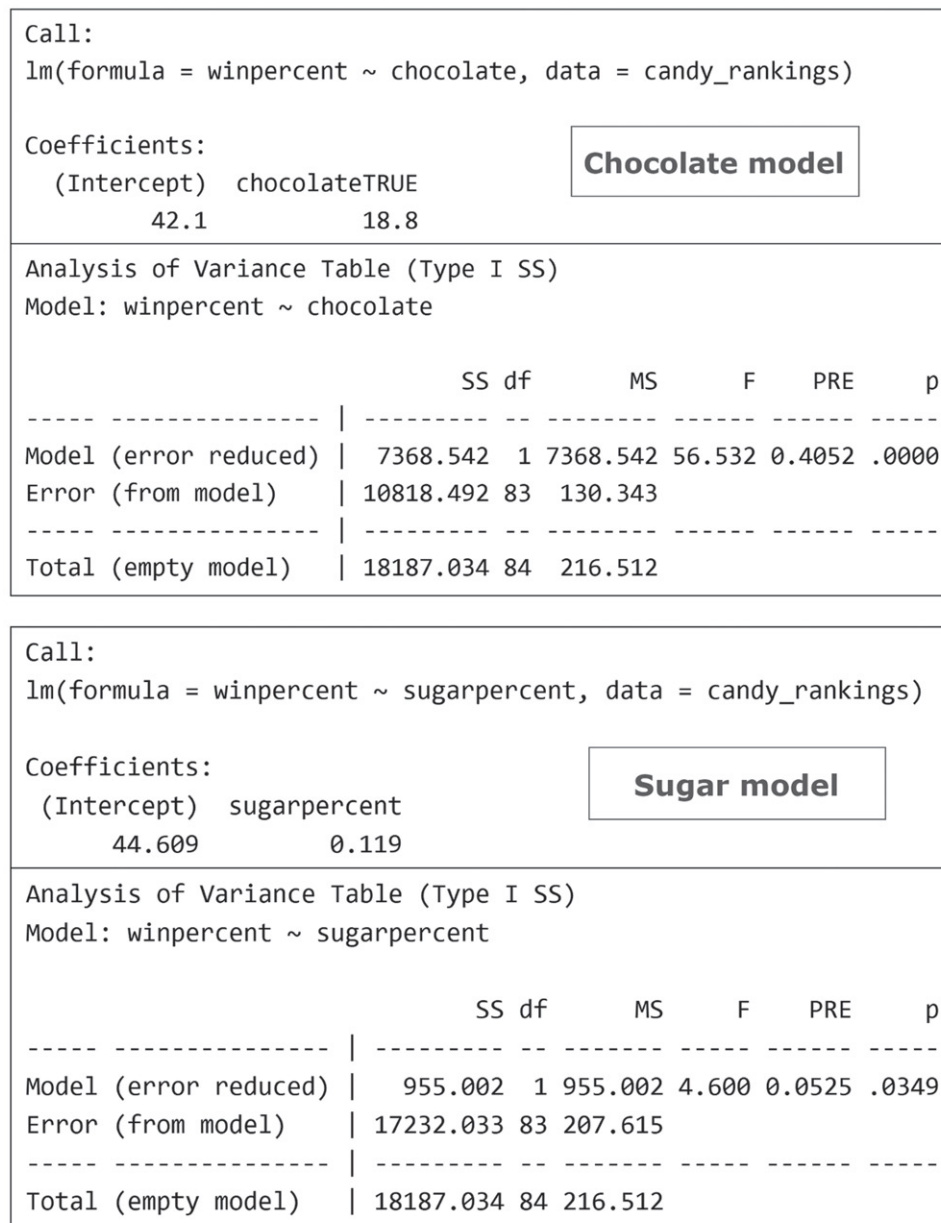 Call:
lm(formula = winpercent ~ chocolate, data = candy_rankings)
Coefficients:
(Intercept) chocolateTRUE
42.1 18.8
Chocolate model
Analysis of Variance Table (Type I SS)
Model: winpercent ~ chocolate
SS df MS F PRE p
----- --------------- | --------- -- -------- ------ ------ -----
Model (error reduced) | 7368.542 1 7368.542 56.532 0.4052 .0000
Error (from model) | 10818.492 83 130.343
----- --------------- | --------- -- -------- ------ ------ -----
Total (empty model) | 18187.034 84 216.512
Call:
lm(formula = winpercent ~ sugarpercent, data = candy_rankings)
Coefficients:
(Intercept) sugarpercent
44.609 0.119
Sugar model
Analysis of Variance Table (Type I SS)
Model: winpercent ~ sugarpercent
SS df MS F PRE p
----- --------------- | --------- -- ------- ----- ------ -----
Model (error reduced) | 955.002 1 955.002 4.600 0.0525 .0349
Error (from model) | 17232.033 83 207.615
----- --------------- | --------- -- ------- ----- ------ -----
Total (empty model) | 18187.034 84 216.512